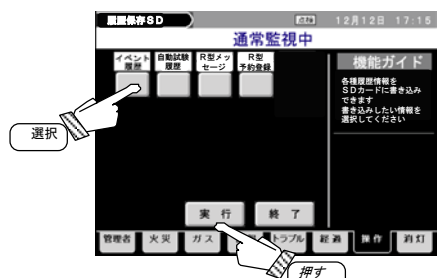 履歴保存SD
点検
12月12日 17:15
通常監視中
イベント
履歴
自動試験
履歴
R型メッ
セージ
R型
予約登録
機能ガイド
各種履歴情報を
SDカードに書き込み
できます
書き込みしたい情報を
選択してください
選択
実 行
終 了
管理者
火災
ガス
トラブル
経過
操作
消灯
押す